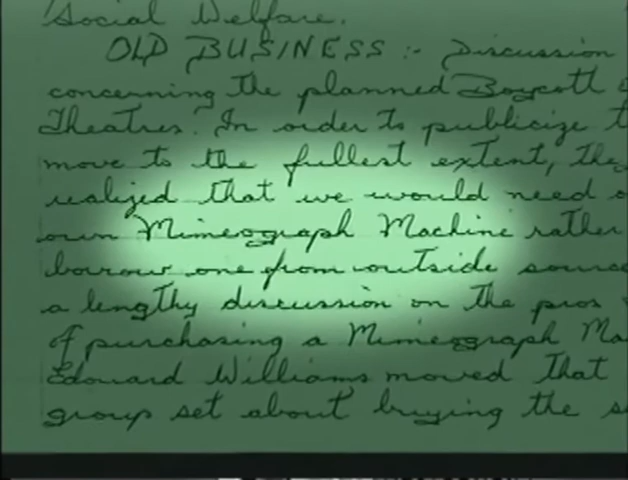 Social Welfare.
OLD BUSINESS :- Discussion
concerning the planned Boycott
Theatres. In order to publicize
move to the fullest extent, the
realized that we would need
own Mimeograph Machine rather
borrow one from outside
a lengthy discussion on the pros
of purchasing a Mimeograph
Edouard Williams moved that
group set about buying the